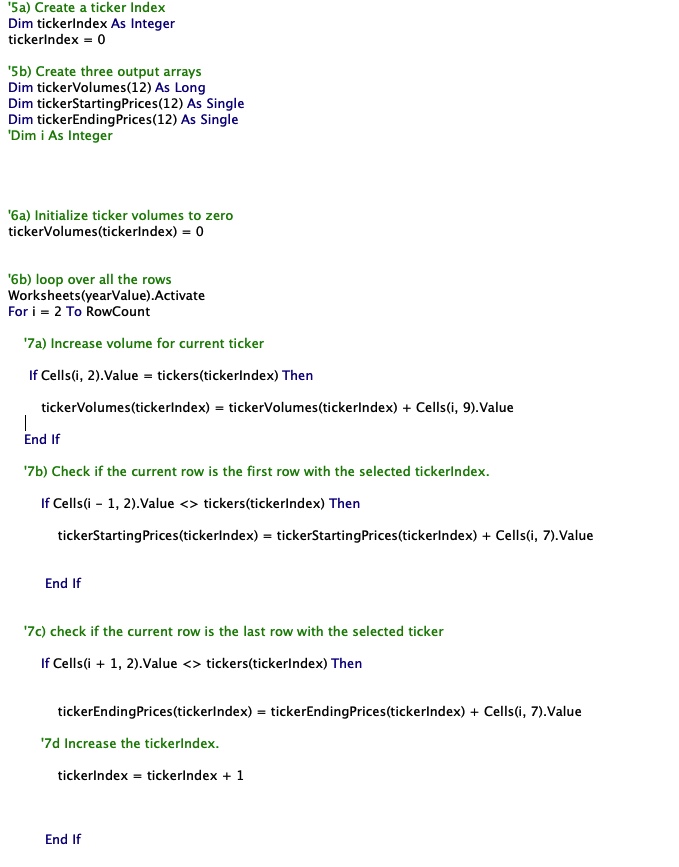 '5a) Create a ticker Index
Dim tickerIndex As Integer
tickerIndex = 0
'5b) Create three output arrays
Dim tickerVolumes(12) As Long
Dim tickerStartingPrices(12) As Single
Dim tickerEndingPrices(12) As Single
'Dim i As Integer
'6a) Initialize ticker volumes to zero
tickerVolumes(tickerIndex) = 0
'6b) loop over all the rows
Worksheets(yearValue).Activate
For i = 2 To RowCount
'7a) Increase volume for current ticker
If Cells(i, 2).Value = tickers(tickerIndex) Then
tickerVolumes(tickerIndex) = tickerVolumes(tickerIndex) + Cells(i, 9).Value
End If
'7b) Check if the current row is the first row with the selected tickerIndex.
If Cells(i - 1, 2).Value <> tickers(tickerIndex) Then
tickerStartingPrices(tickerIndex) = tickerStartingPrices(tickerIndex) + Cells(i, 7).Value
End If
'7c) check if the current row is the last row with the selected ticker
If Cells(i + 1, 2).Value <> tickers(tickerIndex) Then
tickerEndingPrices(tickerIndex) = tickerEndingPrices(tickerIndex) + Cells(i, 7).Value
'7d Increase the tickerIndex.
tickerIndex = tickerIndex + 1
End If